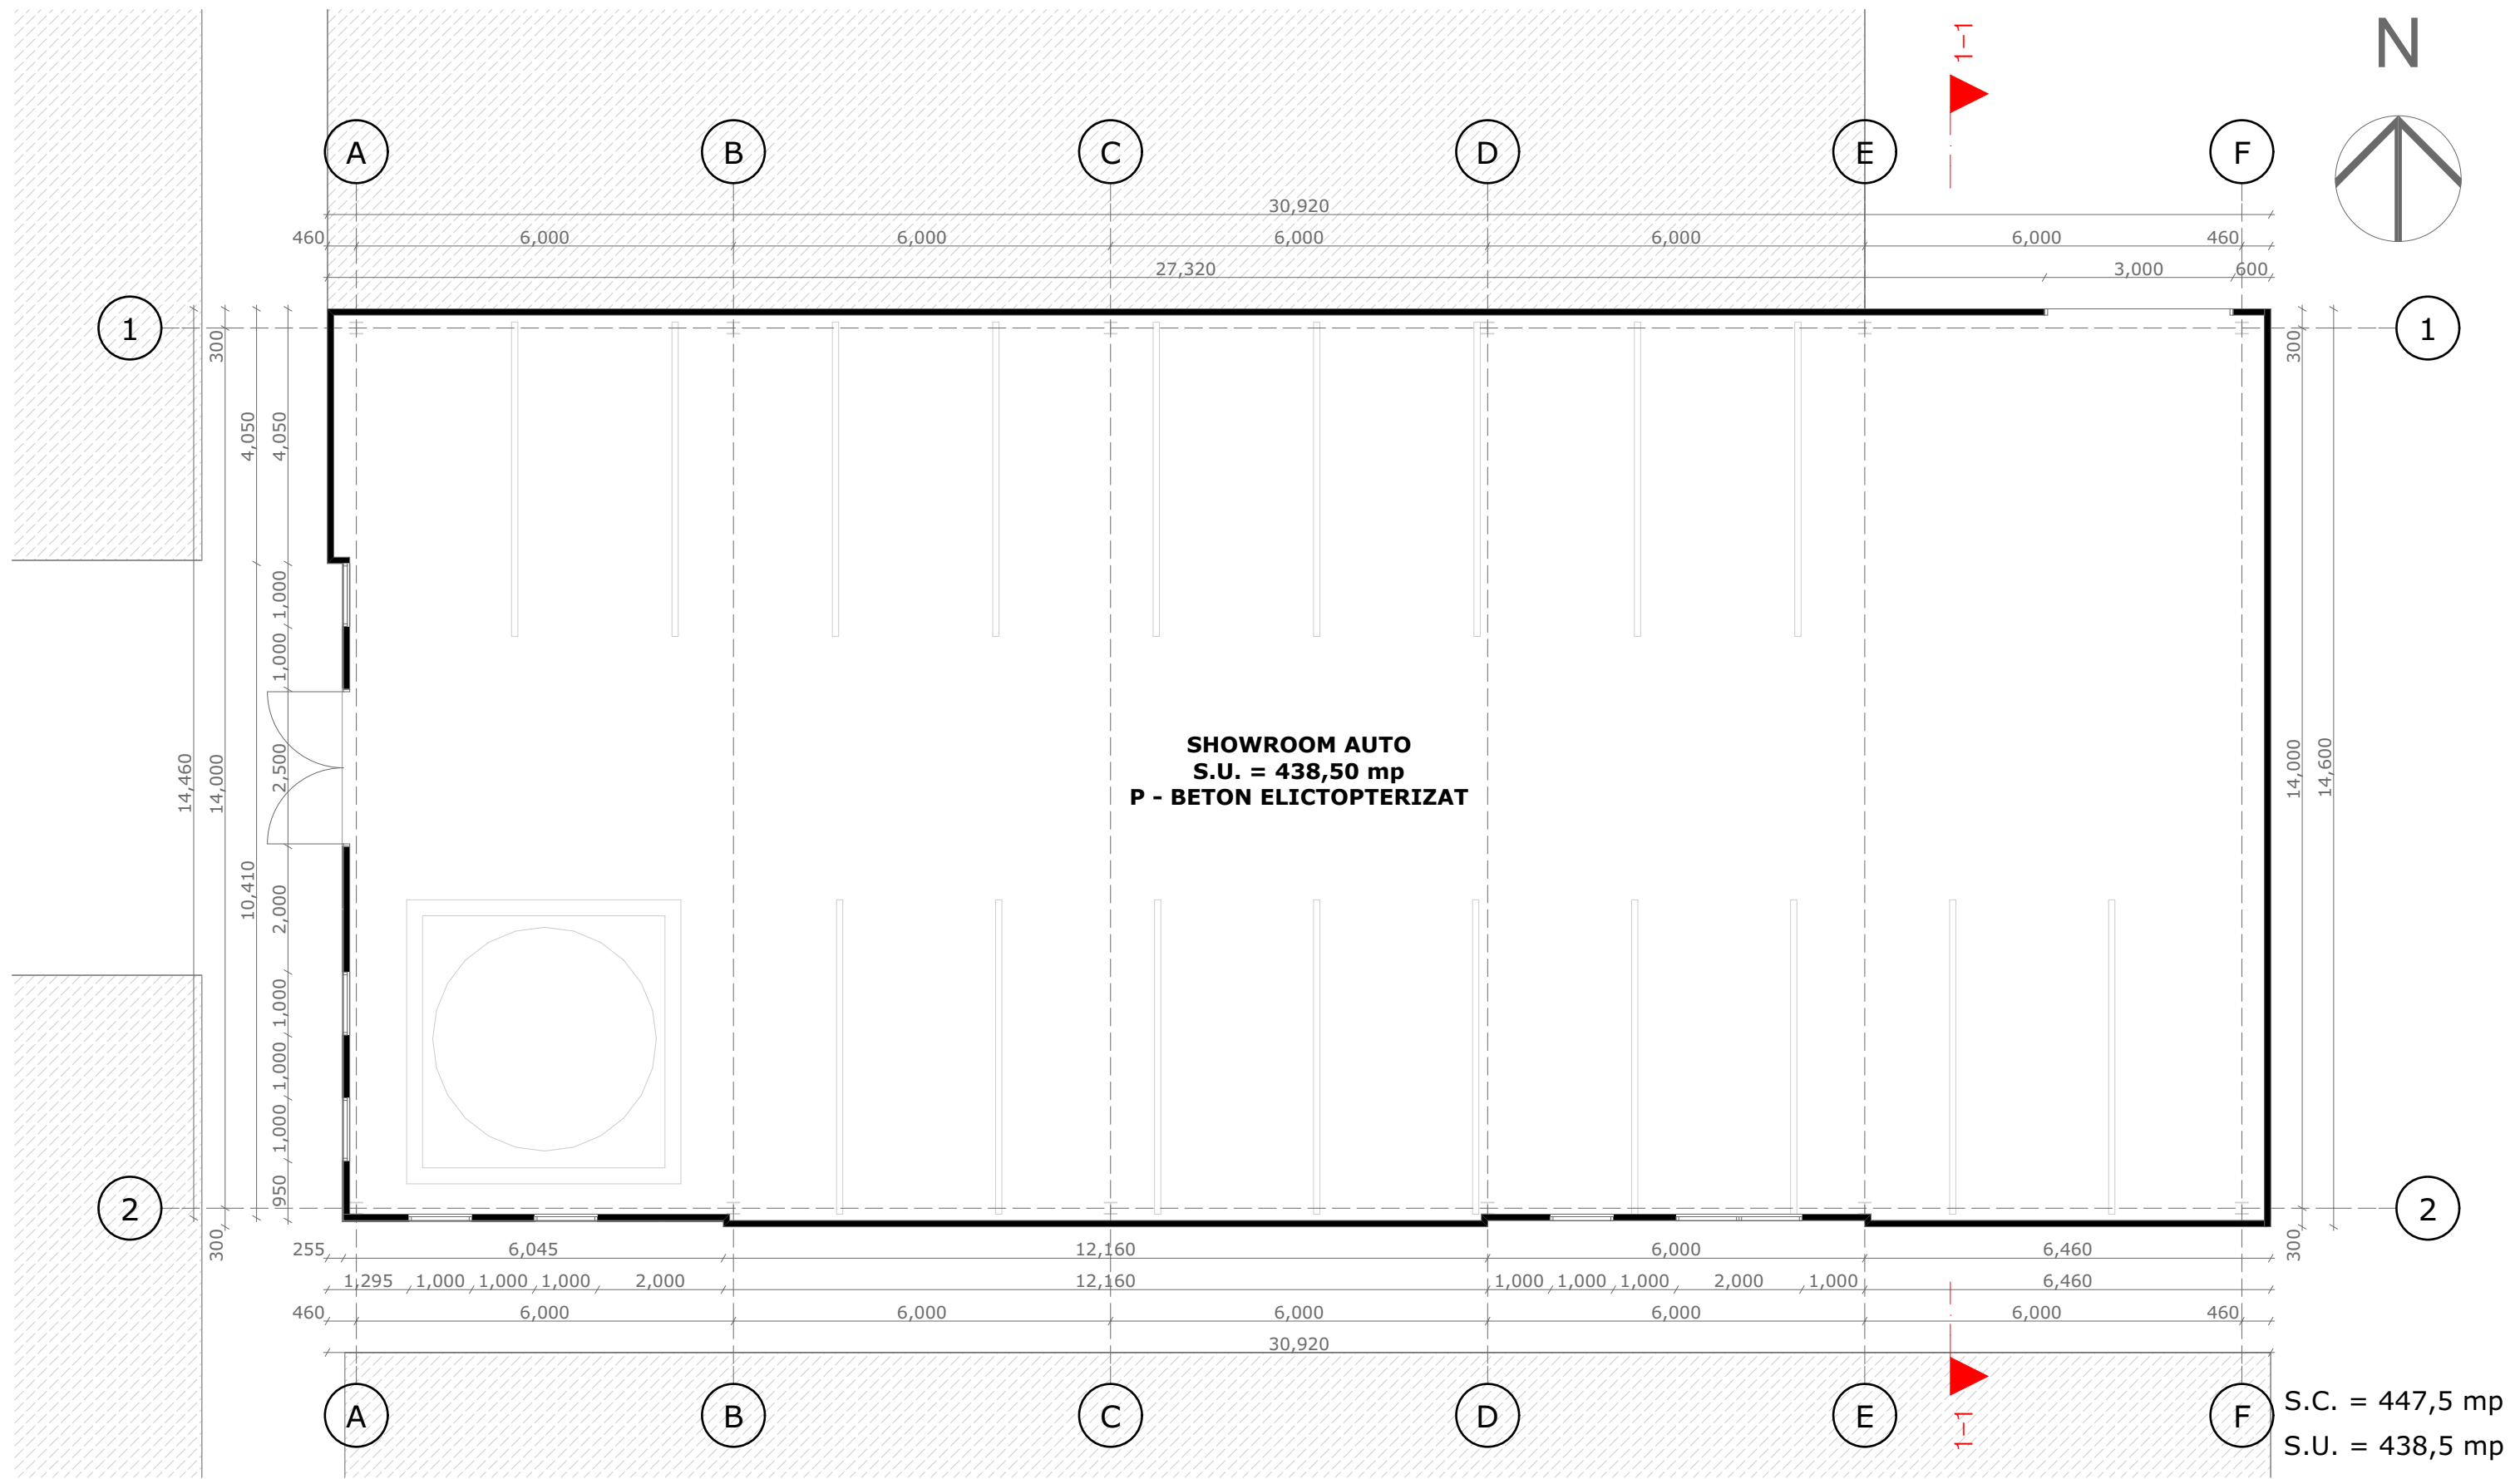 1-1
N
A B C D E F
30,920
460 6,000 6,000 6,000 6,000 6,000 460
27,320 3,000 600
1 1
300 4,050 4,050 300
1,000
1,000
14,460 14,000 10,410 2,500 14,000 14,600
SHOWROOM AUTO
S.U. = 438,50 mp
P - BETON ELICTOPTERIZAT
2,000
1,000
1,000
1,000
950
2 2
300 300
255 6,045 12,160 6,000 6,460
1,295 1,000 1,000 1,000 2,000 12,160 1,000 1,000 1,000 2,000 1,000 6,460
460 6,000 6,000 6,000 6,000 6,000 460
30,920
A B C D E F
1-1
S.C. = 447,5 mp
S.U. = 438,5 mp